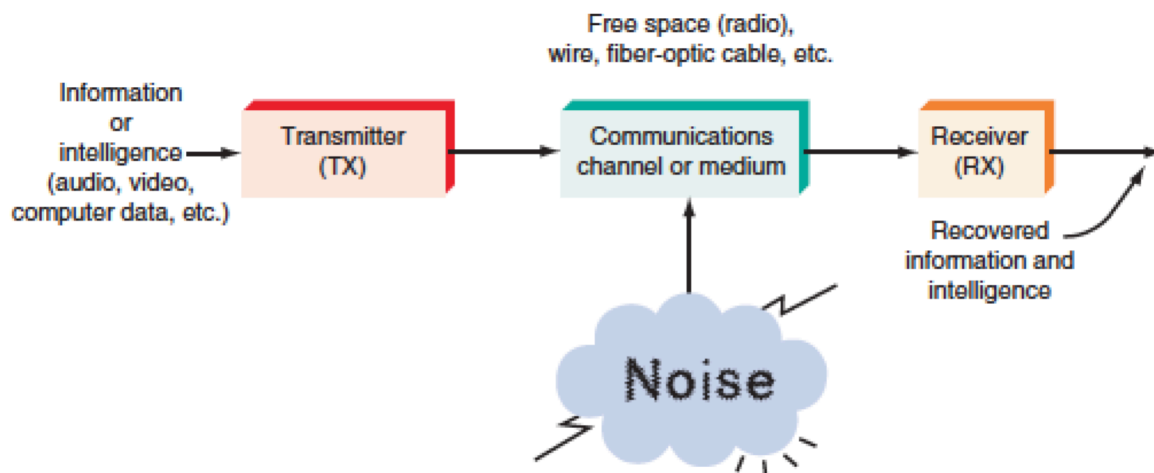 Free space (radio),
wire, fiber-optic cable, etc.
Information
or
intelligence
(audio, video,
computer data, etc.)
Transmitter
(TX)
Communications
channel or medium
Receiver
(RX)
Recovered
information and
intelligence
Noise